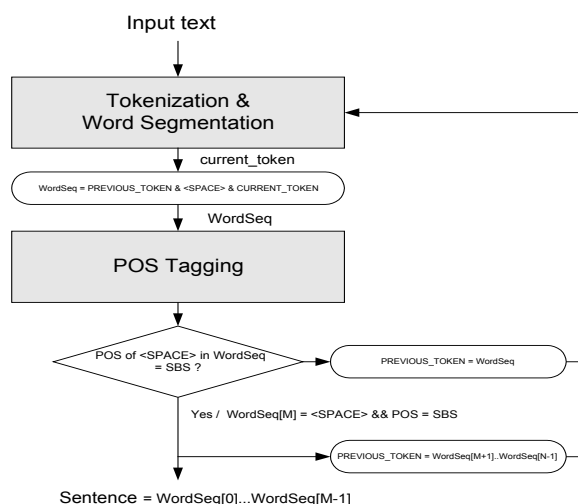 Input text
Tokenization &
Word Segmentation
current_token
WordSeq = PREVIOUS_TOKEN & <SPACE> & CURRENT_TOKEN
WordSeq
POS Tagging
POS of <SPACE> in WordSeq
= SBS ?
PREVIOUS_TOKEN = WordSeq
Yes / WordSeq[M] = <SPACE> && POS = SBS
PREVIOUS_TOKEN = WordSeq[M+1]..WordSeq[N-1]
Sentence = WordSeq[0]...WordSeq[M-1]